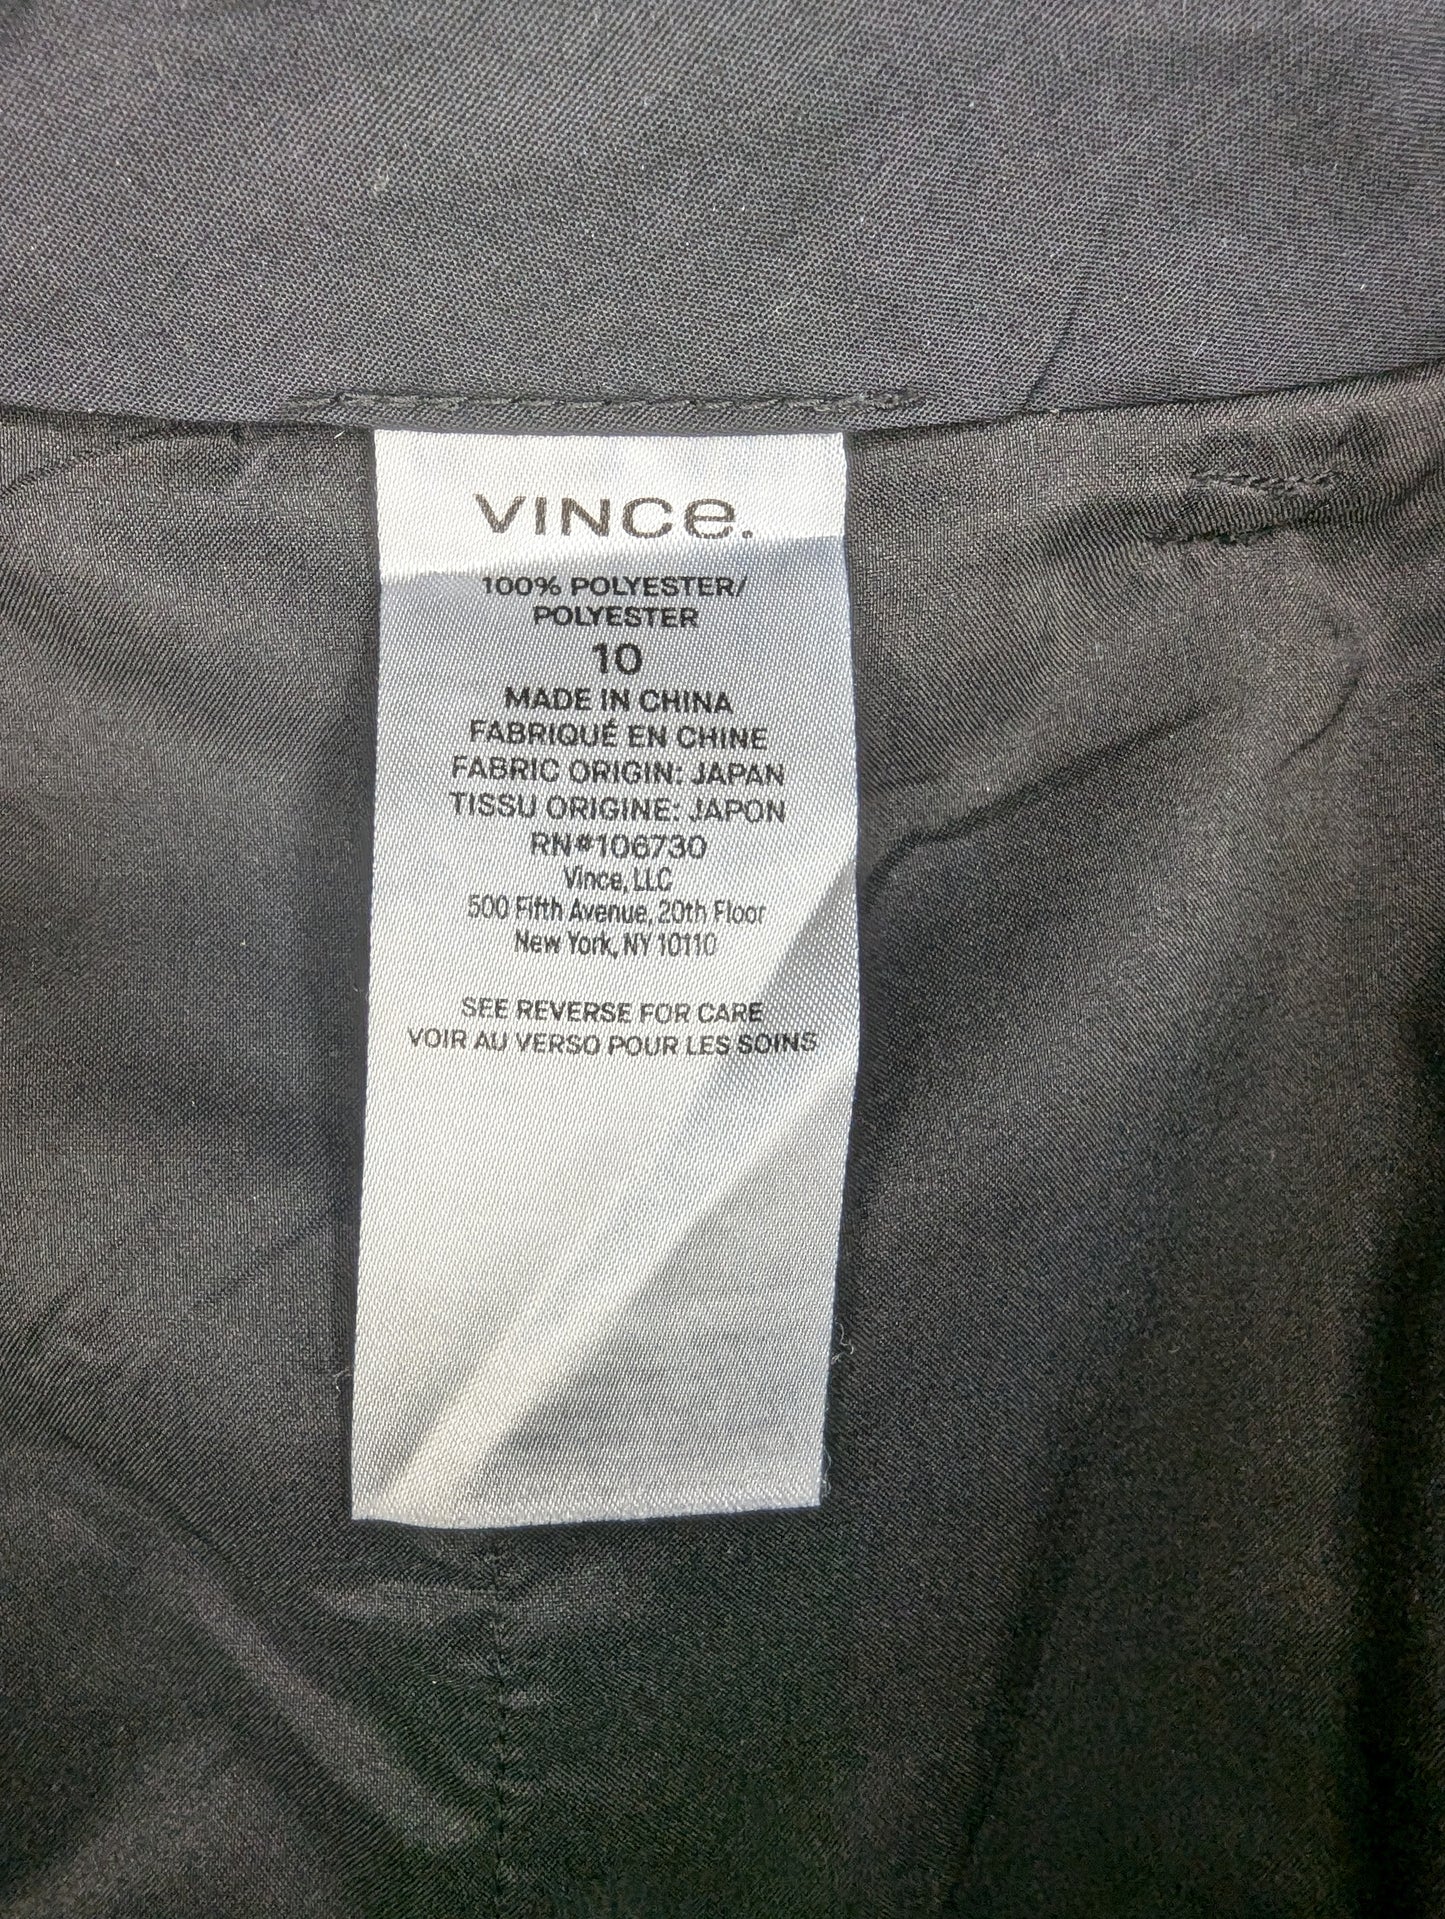 VINCe.
100% POLYESTER/
POLYESTER
10
MADE IN CHINA
FABRIQUÉ EN CHINE
FABRIC ORIGIN: JAPAN
TISSU ORIGINE: JAPON
RN#106730
Vince, LLC
500 Fifth Avenue, 20th Floor
New York, NY 10110
SEE REVERSE FOR CARE
VOIR AU VERSO POUR LES SOINS